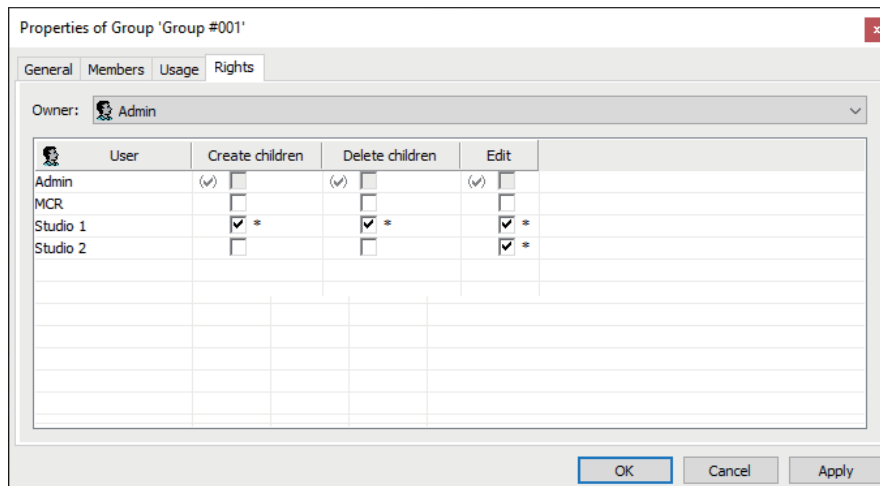 Properties of Group 'Group #001'
x
General Members Usage Rights
Owner: Admin
User Create children Delete children Edit
Admin (✓) (✓) (✓)
MCR
Studio 1 ✓ * ✓ * ✓ *
Studio 2 ✓ *
OK Cancel Apply